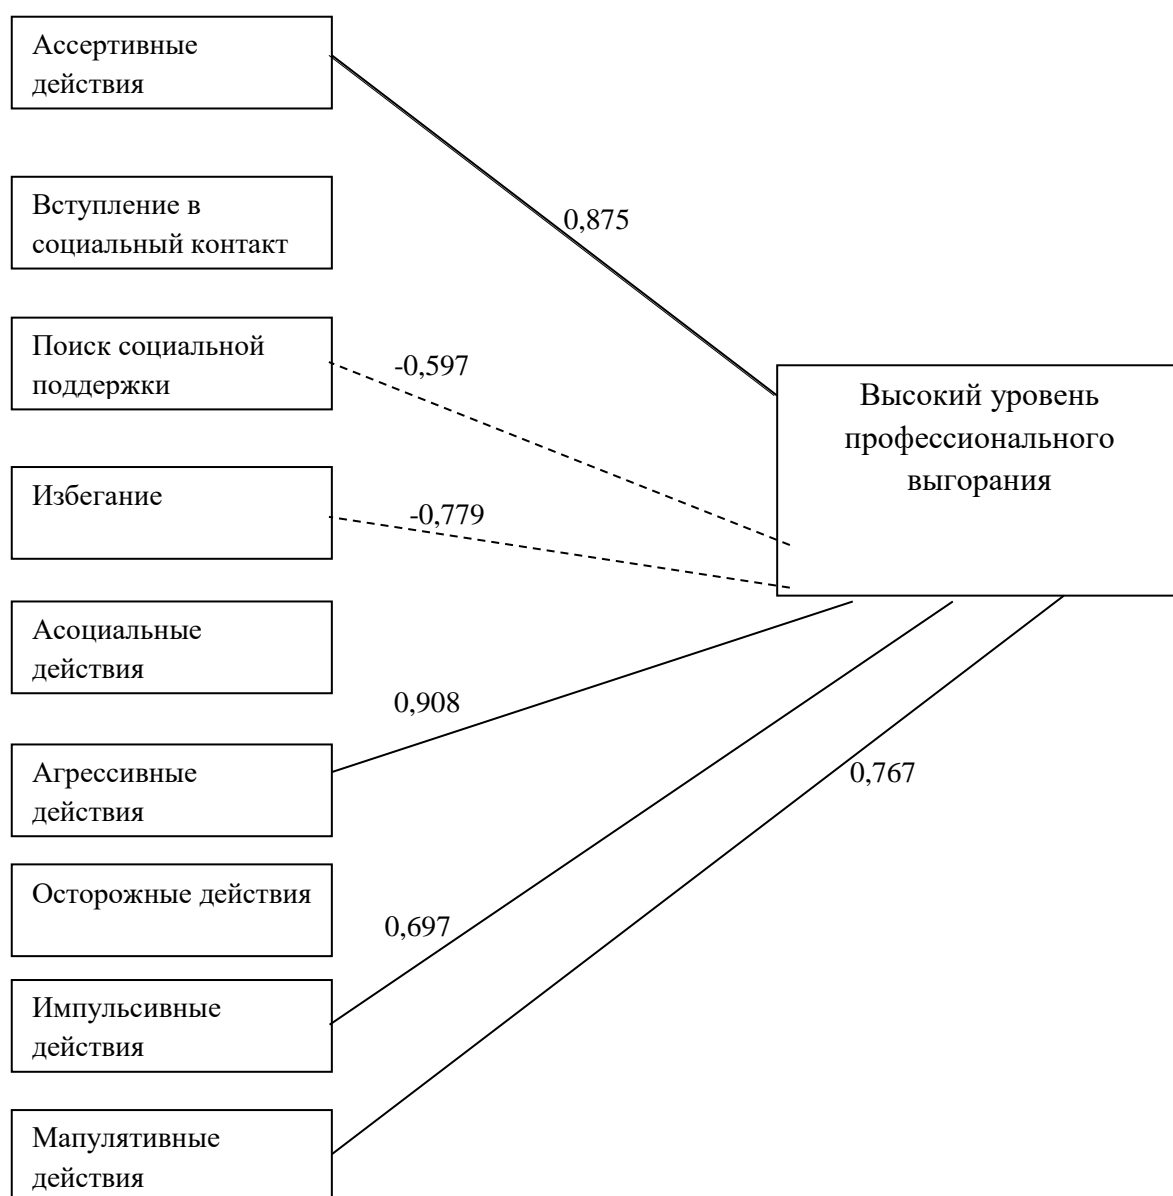 Ассертивные
действия
Вступление в
социальный контакт
0,875
Поиск социальной
поддержки
-0,597
Высокий уровень
профессионального
выгорания
Избегание
-0,779
Асоциальные
действия
0,908
Агрессивные
действия
0,767
Осторожные действия
0,697
Импульсивные
действия
Мапулятивные
действия